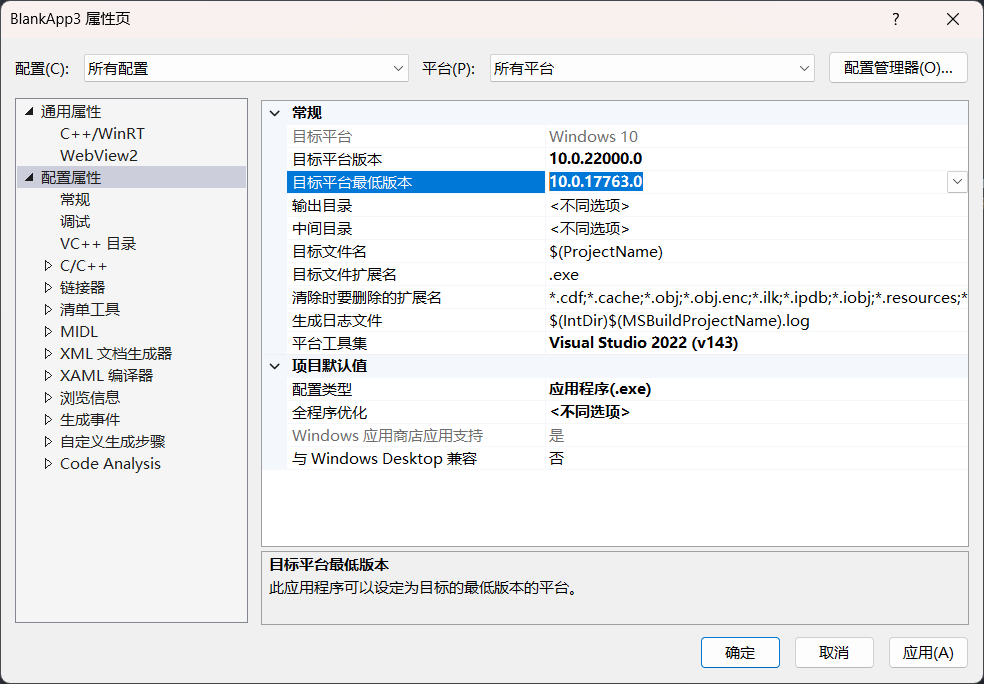 BlankApp3 属性页
?
配置(C): 所有配置 平台(P): 所有平台 配置管理器(O)...
通用属性
C++/WinRT
WebView2
配置属性
常规
调试
VC++ 目录
C/C++
链接器
清单工具
MIDL
XML 文档生成器
XAML 编译器
浏览信息
生成事件
自定义生成步骤
Code Analysis
常规
目标平台 Windows 10
目标平台版本 10.0.22000.0
目标平台最低版本 10.0.17763.0
输出目录 <不同选项>
中间目录 <不同选项>
目标文件名 $(ProjectName)
目标文件扩展名 .exe
清除时要删除的扩展名 *.cdf;*.cache;*.obj;*.obj.enc;*.ilk;*.ipdb;*.iobj;*.resources;*
生成日志文件 $(IntDir)$(MSBuildProjectName).log
平台工具集 Visual Studio 2022 (v143)
项目默认值
配置类型 应用程序(.exe)
全程序优化 <不同选项>
Windows 应用商店应用支持 是
与 Windows Desktop 兼容 否
目标平台最低版本
此应用程序可以设定为目标的最低版本的平台。
确定 取消 应用(A)